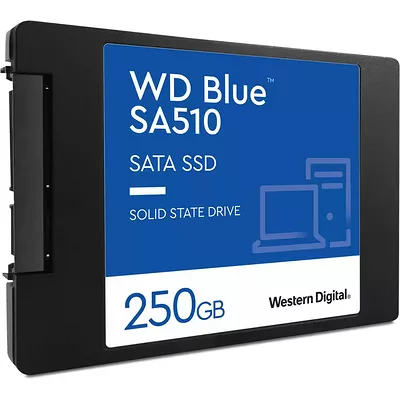 WD Blue™
SA510
SATA SSD
SOLID STATE DRIVE
250GB
Western Digital.